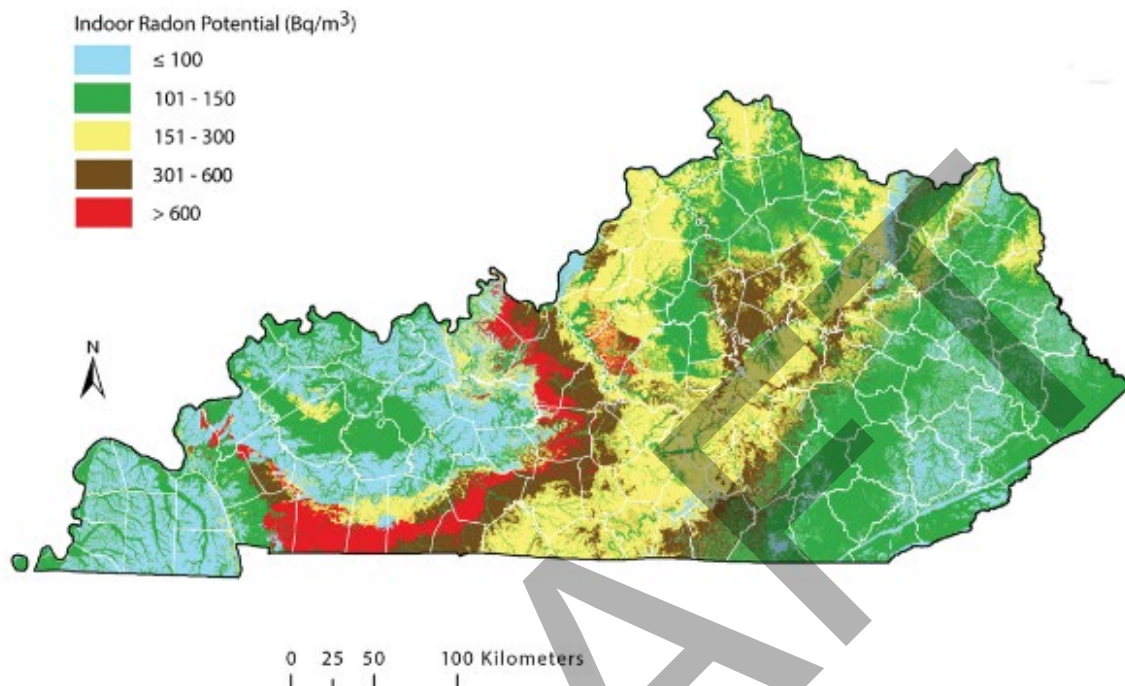 Indoor Radon Potential (Bq/m³)
≤ 100
101 - 150
151 - 300
301 - 600
> 600
N
0 25 50 100 Kilometers